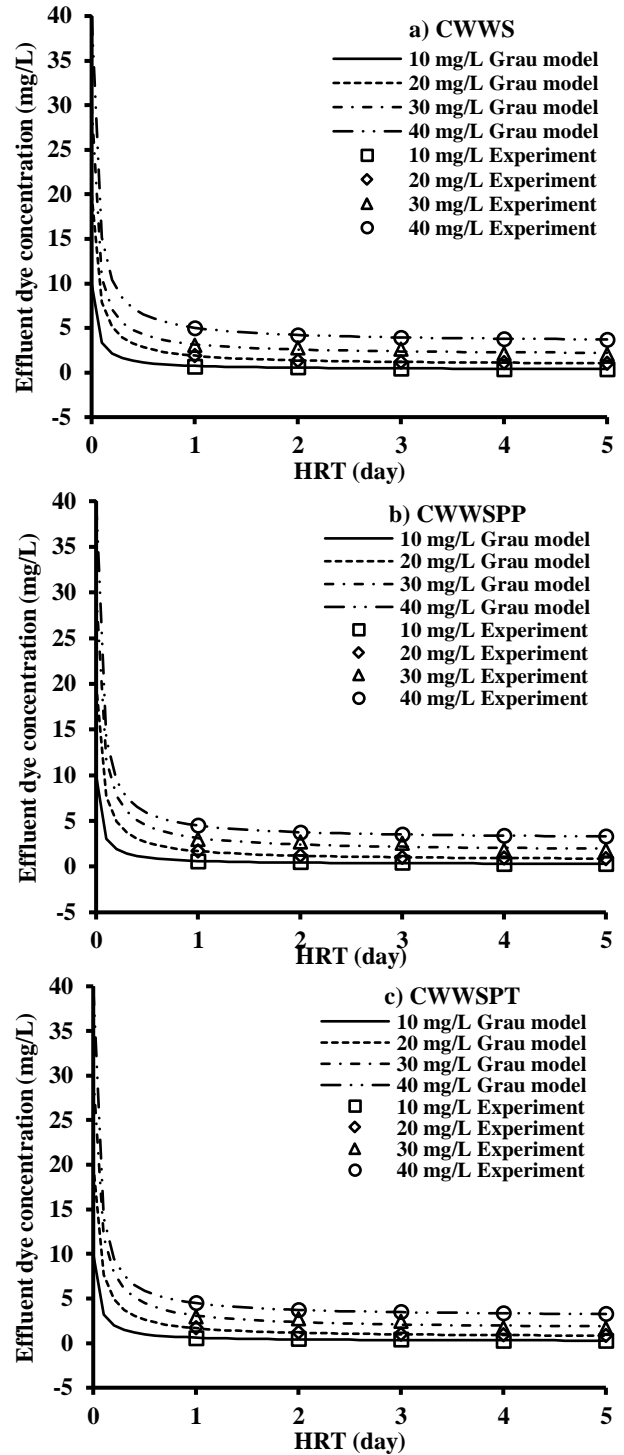 40
35
30
25
20
15
10
5
0
-5
Effluent dye concentration (mg/L)
a) CWWS
10 mg/L Grau model
20 mg/L Grau model
30 mg/L Grau model
40 mg/L Grau model
10 mg/L Experiment
20 mg/L Experiment
30 mg/L Experiment
40 mg/L Experiment
0 1 2 3 4 5
HRT (day)
40
35
30
25
20
15
10
5
0
-5
Effluent dye concentration (mg/L)
b) CWWSPP
10 mg/L Grau model
20 mg/L Grau model
30 mg/L Grau model
40 mg/L Grau model
10 mg/L Experiment
20 mg/L Experiment
30 mg/L Experiment
40 mg/L Experiment
0 1 2 3 4 5
HRT (day)
40
35
30
25
20
15
10
5
0
-5
Effluent dye concentration (mg/L)
c) CWWSPT
10 mg/L Grau model
20 mg/L Grau model
30 mg/L Grau model
40 mg/L Grau model
10 mg/L Experiment
20 mg/L Experiment
30 mg/L Experiment
40 mg/L Experiment
0 1 2 3 4 5
HRT (day)